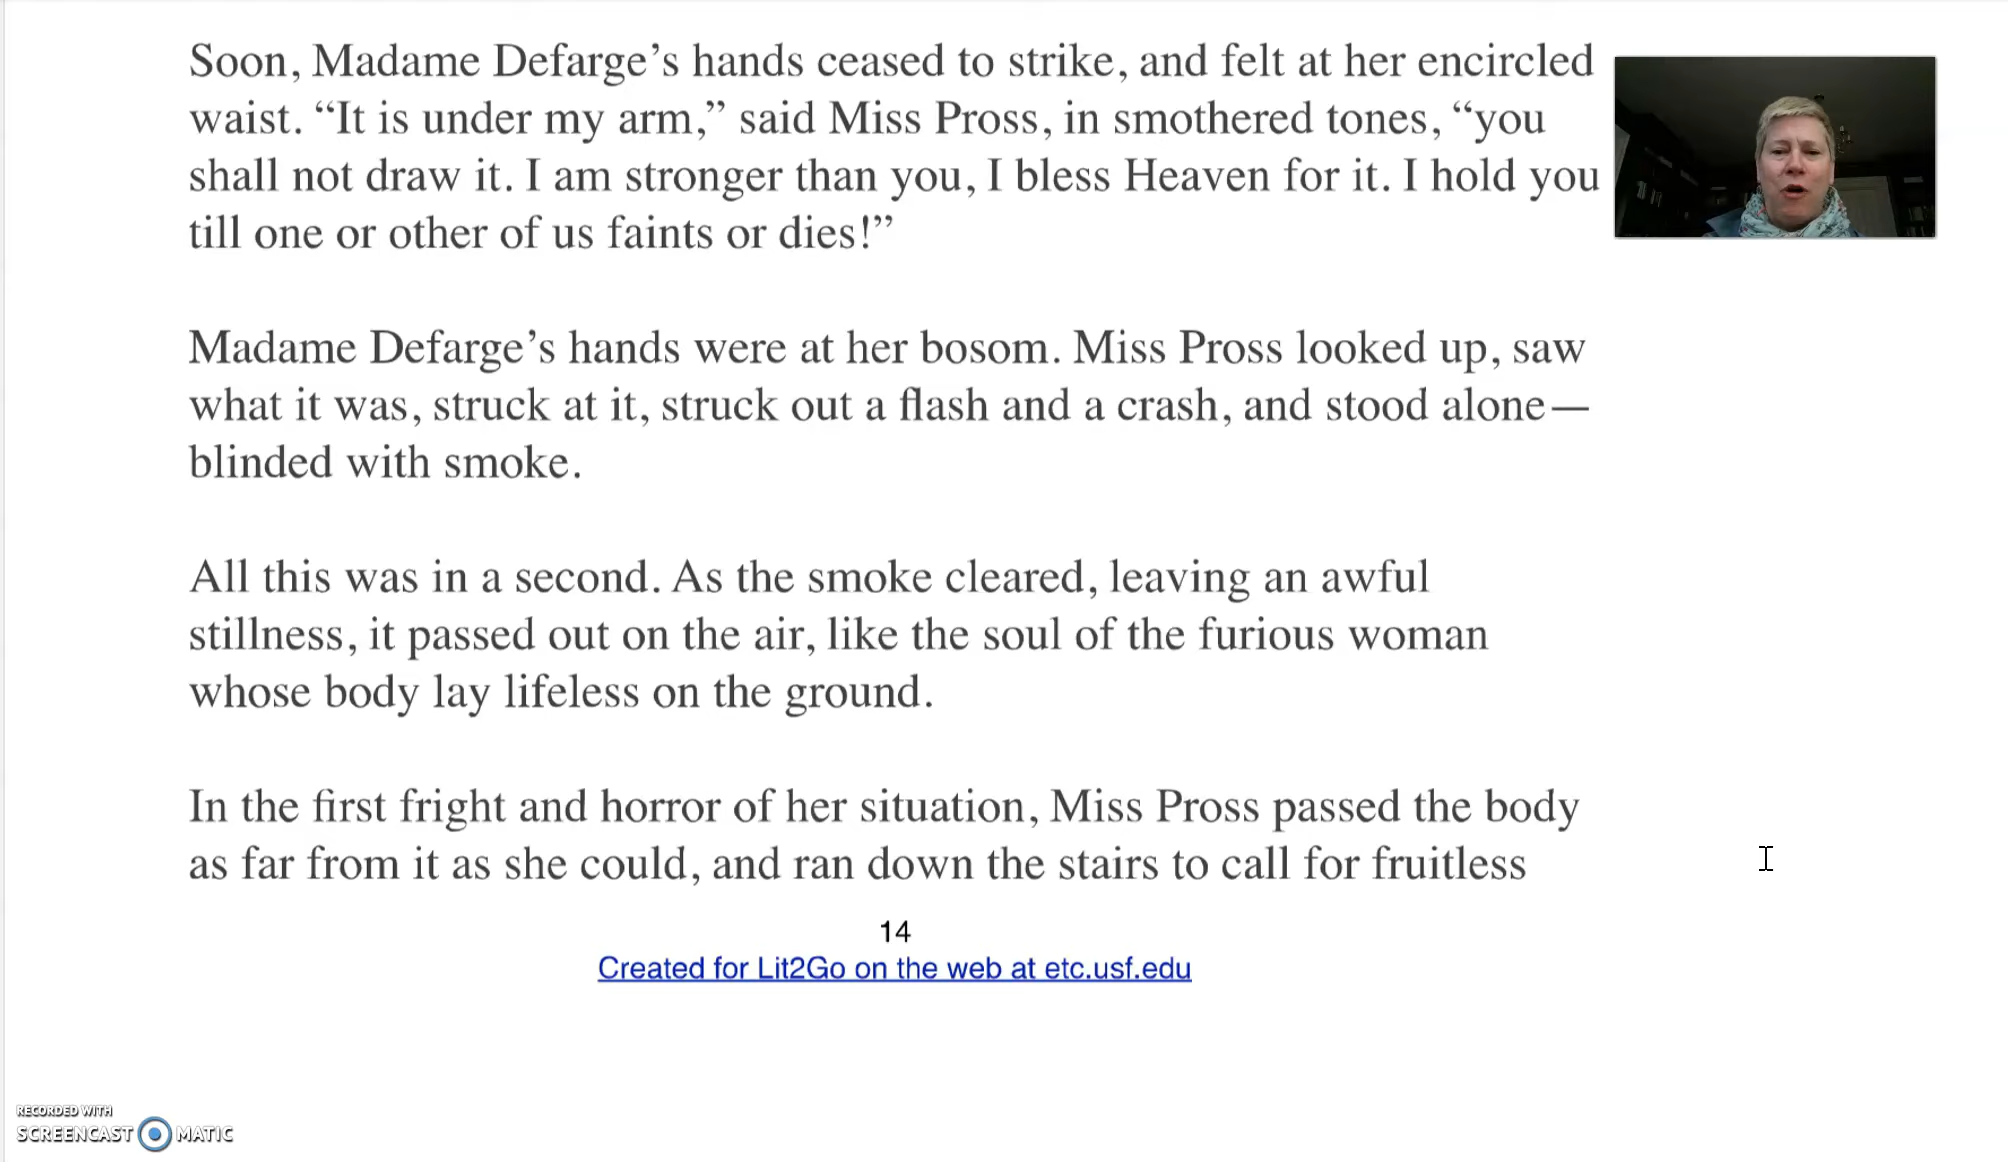 Soon, Madame Defarge’s hands ceased to strike, and felt at her encircled
waist. “It is under my arm,” said Miss Pross, in smothered tones, “you
shall not draw it. I am stronger than you, I bless Heaven for it. I hold you
till one or other of us faints or dies!”
Madame Defarge’s hands were at her bosom. Miss Pross looked up, saw
what it was, struck at it, struck out a flash and a crash, and stood alone—
blinded with smoke.
All this was in a second. As the smoke cleared, leaving an awful
stillness, it passed out on the air, like the soul of the furious woman
whose body lay lifeless on the ground.
In the first fright and horror of her situation, Miss Pross passed the body
as far from it as she could, and ran down the stairs to call for fruitless
14
Created for Lit2Go on the web at etc.usf.edu
RECORDED WITH
SCREENCAST MATIC